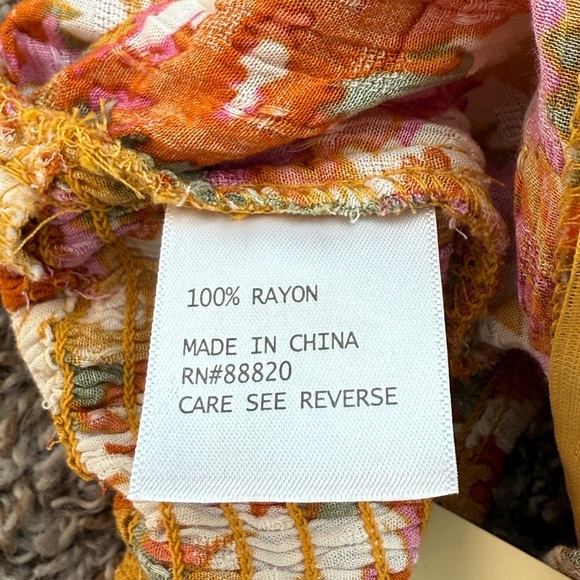 100% RAYON
MADE IN CHINA
RN#88820
CARE SEE REVERSE